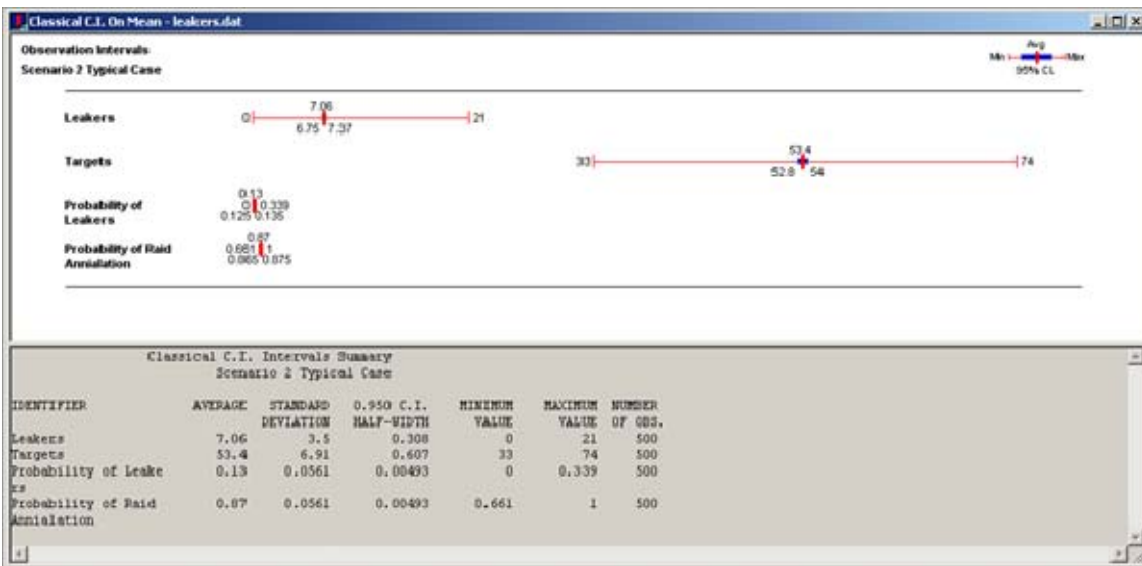 Classical C.I. On Mean - leakers.dat
Observation Intervals
Scenario 2 Typical Case
Avg
Min Max
95% CL
Leakers 0 7.06 21
6.75 7.37
Targets 33 53.4 74
52.8 54
0.13
Probability of 0 0.339
Leakers 0.125 0.135
0.87
Probability of Raid 0.661 1
Annialation 0.865 0.875
Classical C.I. Intervals Summary
Scenario 2 Typical Case
IDENTIFIER AVERAGE STANDARD 0.950 C.I. MINIMUM MAXIMUM NUMBER
DEVIATION HALF-WIDTH VALUE VALUE OF OBS.
Leakers 7.06 3.5 0.308 0 21 500
Targets 53.4 6.91 0.607 33 74 500
Probability of Leake 0.13 0.0561 0.00493 0 0.339 500
rs
Probability of Raid 0.87 0.0561 0.00493 0.661 1 500
Annialation